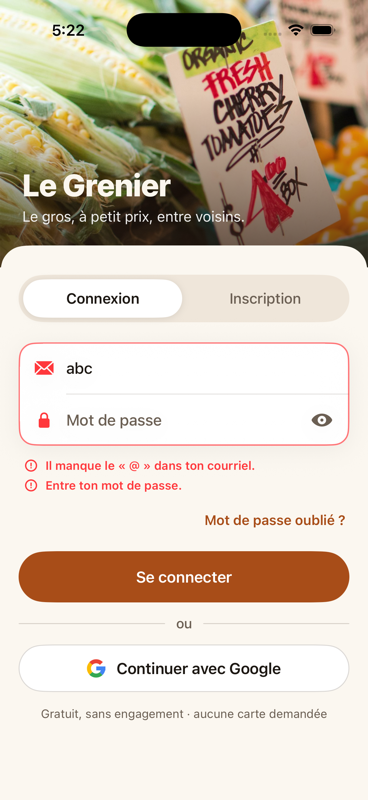 5:22
ORGANIC
FRESH
CHERRY
TOMATOES
Le Grenier
Le gros, à petit prix, entre voisins.
Connexion
Inscription
abc
Mot de passe
Il manque le « @ » dans ton courriel.
Entre ton mot de passe.
Mot de passe oublié ?
Se connecter
ou
Continuer avec Google
Gratuit, sans engagement · aucune carte demandée